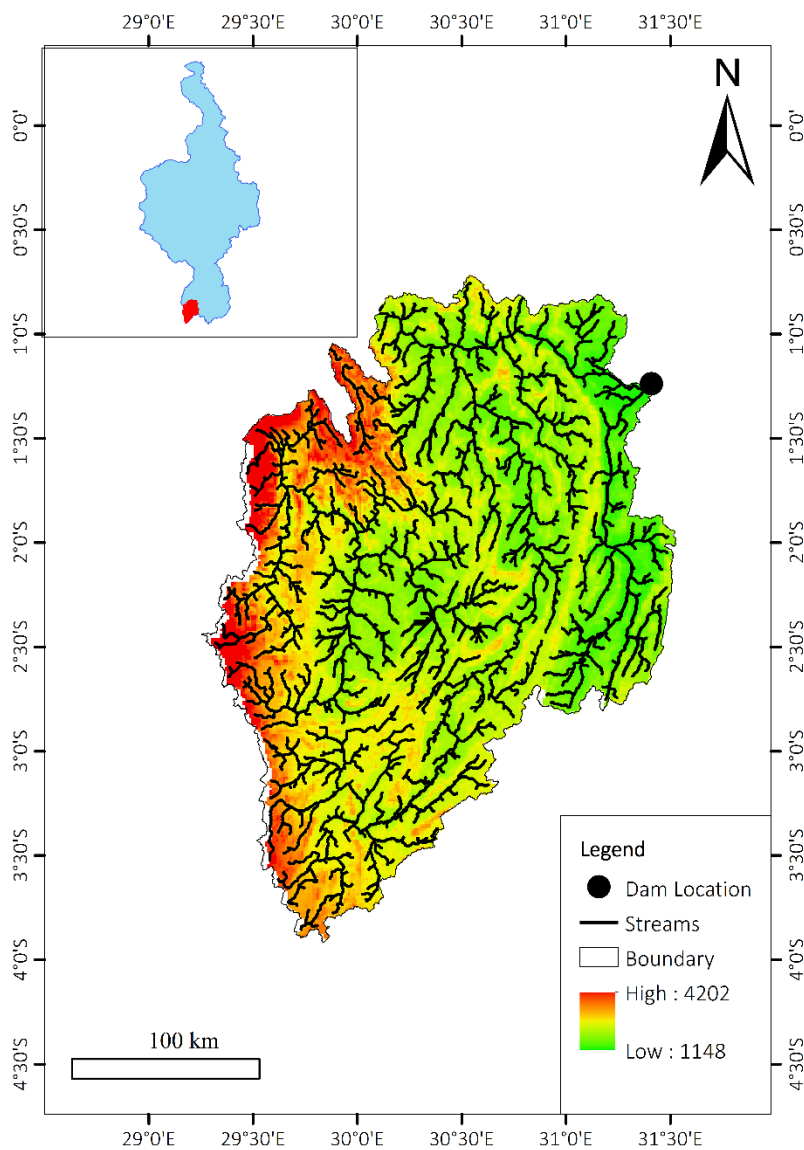 29°0'E 29°30'E 30°0'E 30°30'E 31°0'E 31°30'E
N
0°0' 0°0'
0°30'S 0°30'S
1°0'S 1°0'S
1°30'S 1°30'S
2°0'S 2°0'S
2°30'S 2°30'S
3°0'S 3°0'S
3°30'S 3°30'S
4°0'S 4°0'S
4°30'S 4°30'S
Legend
Dam Location
Streams
Boundary
High : 4202
Low : 1148
100 km
29°0'E 29°30'E 30°0'E 30°30'E 31°0'E 31°30'E